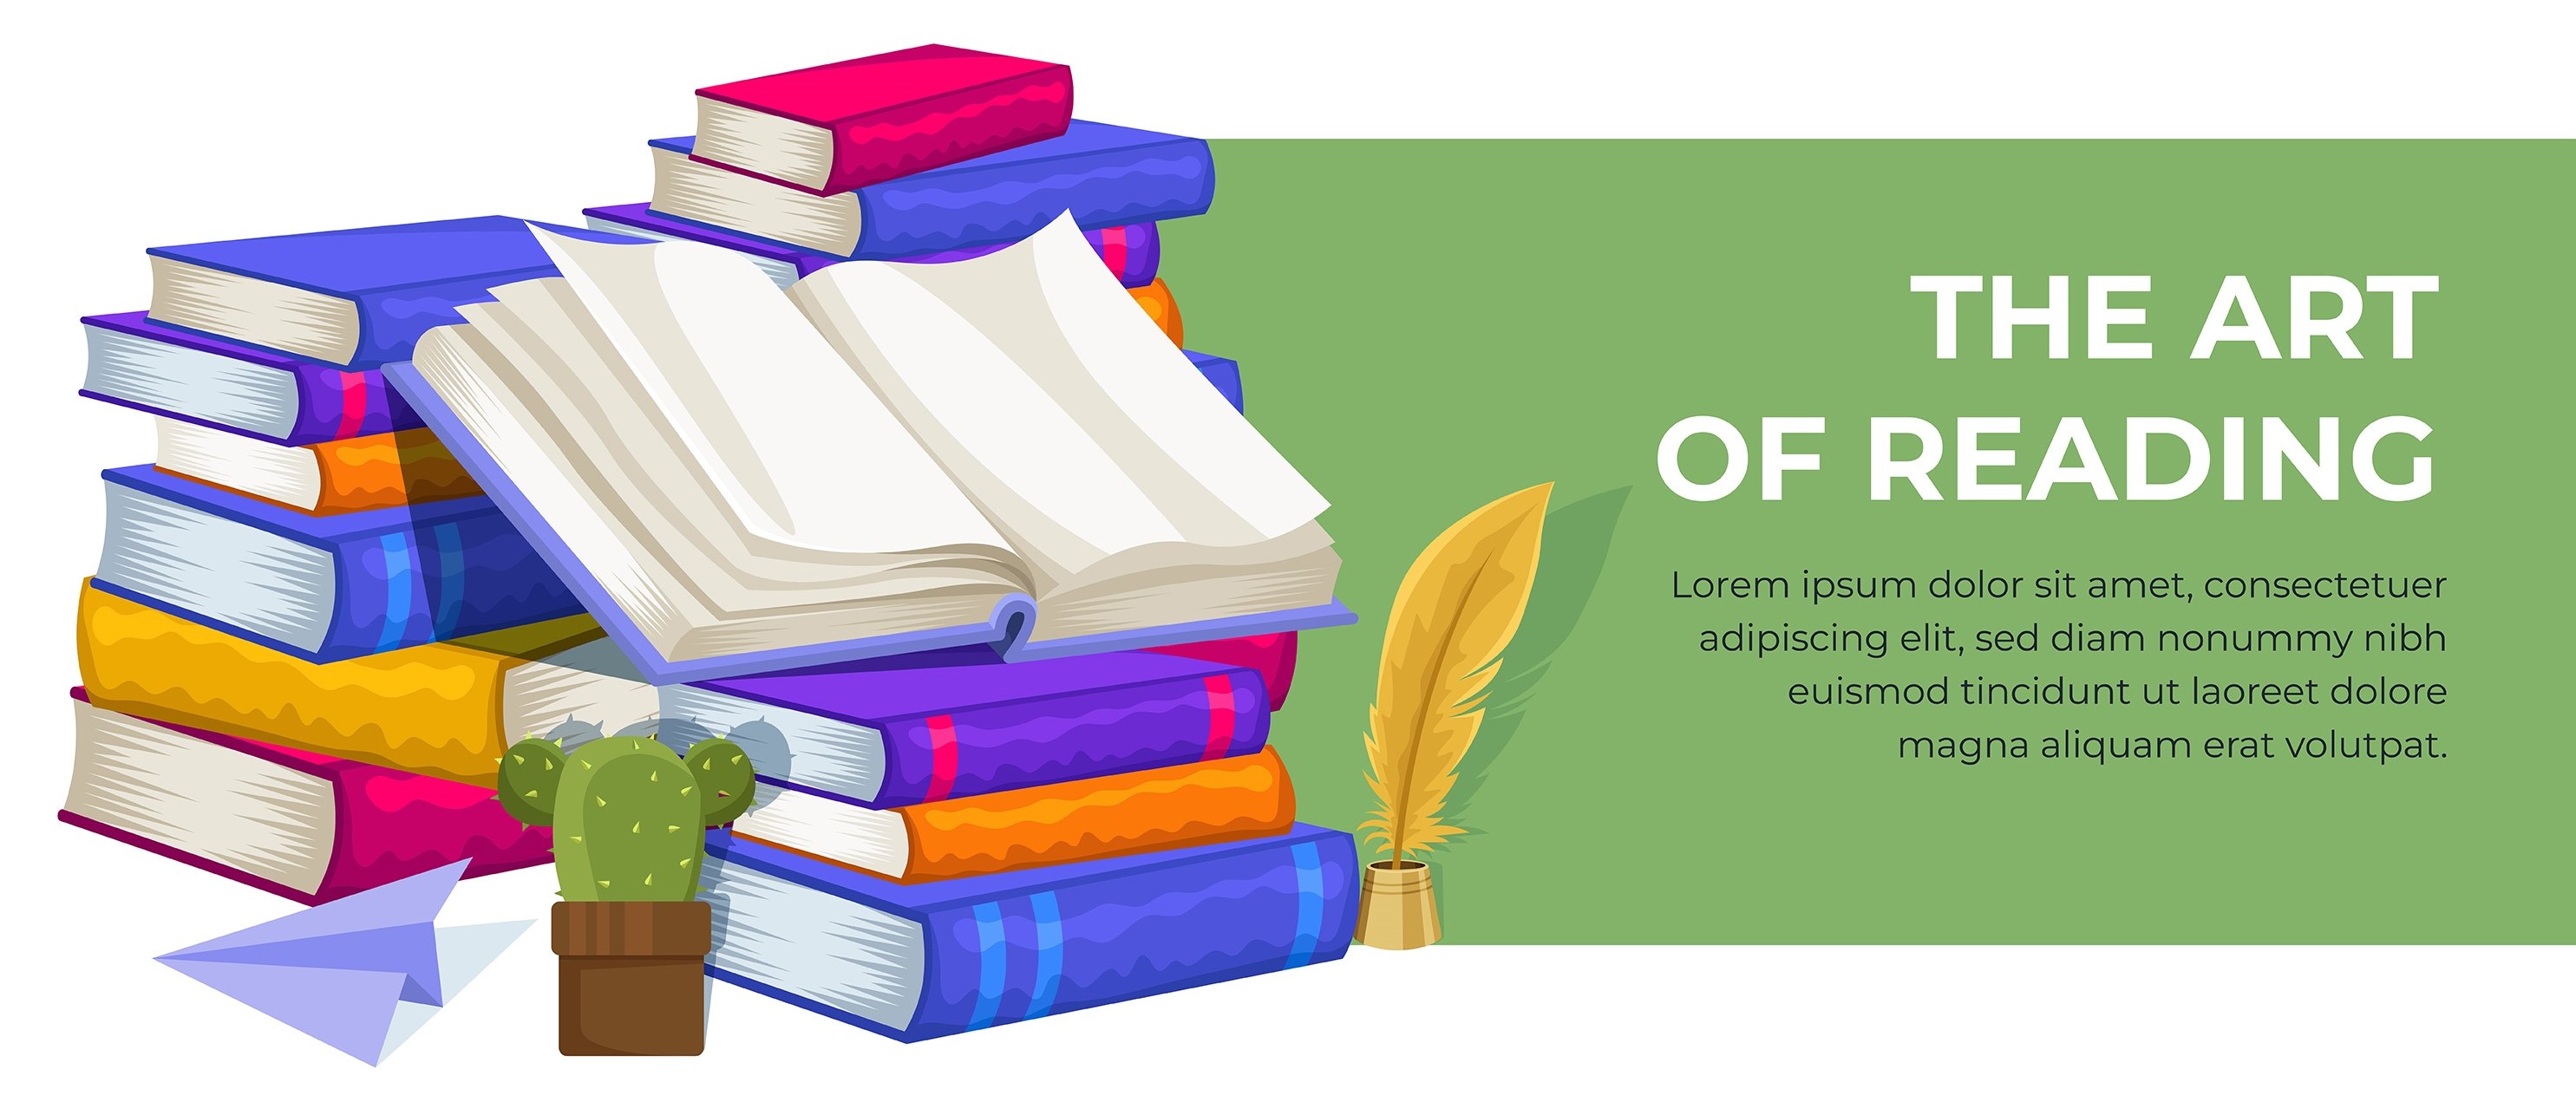 THE ART
OF READING
Lorem ipsum dolor sit amet, consectetuer
adipiscing elit, sed diam nonummy nibh
euismod tincidunt ut laoreet dolore
magna aliquam erat volutpat.